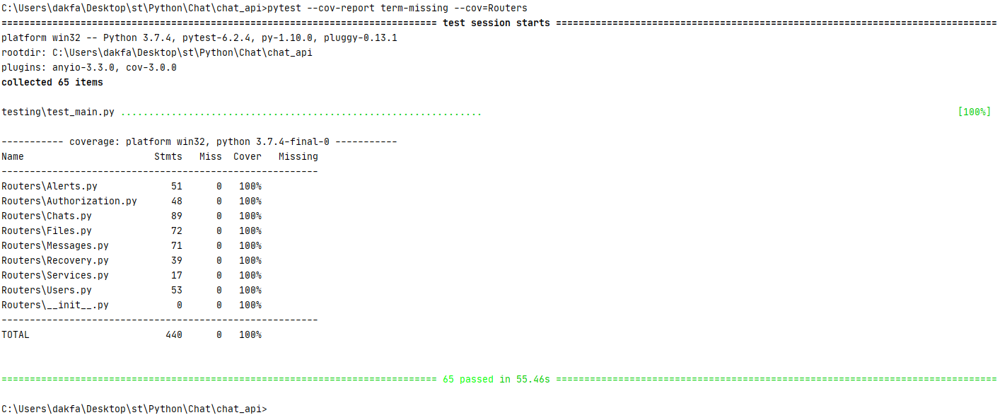 C:\Users\dakfa\Desktop\st\Python\Chat\chat_api>pytest --cov-report term-missing --cov=Routers
============================================================================= test session starts ==============================================================================
platform win32 -- Python 3.7.4, pytest-6.2.4, py-1.10.0, pluggy-0.13.1
rootdir: C:\Users\dakfa\Desktop\st\Python\Chat\chat_api
plugins: anyio-3.3.0, cov-3.0.0
collected 65 items
testing\test_main.py ................................................................. [100%]
----------- coverage: platform win32, python 3.7.4-final-0 -----------
Name                       Stmts   Miss  Cover   Missing
--------------------------------------------------------
Routers\Alerts.py             51      0   100%
Routers\Authorization.py      48      0   100%
Routers\Chats.py              89      0   100%
Routers\Files.py              72      0   100%
Routers\Messages.py           71      0   100%
Routers\Recovery.py           39      0   100%
Routers\Services.py           17      0   100%
Routers\Users.py              53      0   100%
Routers\__init__.py            0      0   100%
--------------------------------------------------------
TOTAL                        440      0   100%
============================================================================= 65 passed in 55.46s ==============================================================================
C:\Users\dakfa\Desktop\st\Python\Chat\chat_api>